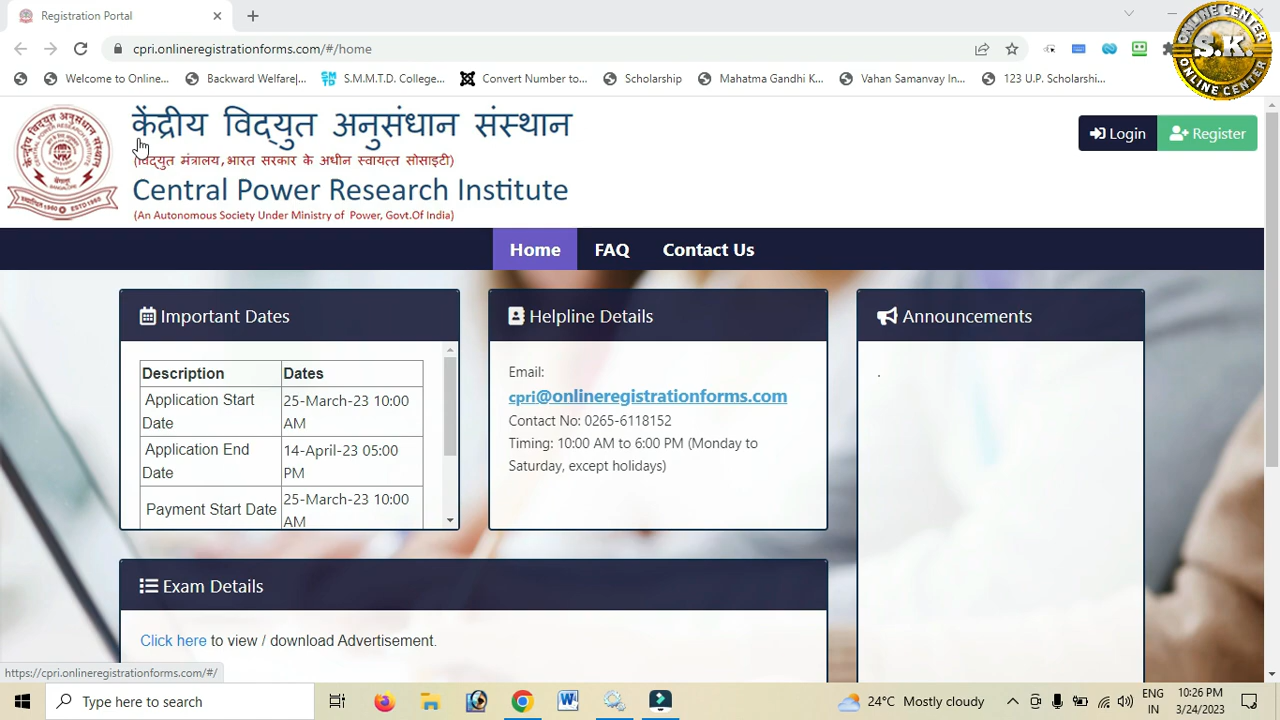 Registration Portal
cpri.onlineregistrationforms.com/#/home
Welcome to Online...
Backward Welfare|...
S.M.M.T.D. College...
Convert Number to...
Scholarship
Mahatma Gandhi K...
Vahan Samanvay In...
123 U.P. Scholarshi...
ONLINE CENTER
S.K.
ONLINE CENTER
केंद्रीय विद्युत अनुसंधान संस्थान
(विद्युत मंत्रालय,भारत सरकार के अधीन स्वायत्त सोसाइटी)
Central Power Research Institute
(An Autonomous Society Under Ministry of Power, Govt.Of India)
Login
Register
Home
FAQ
Contact Us
Important Dates
Description Dates
Application Start Date
25-March-23 10:00 AM
Application End Date
14-April-23 05:00 PM
Payment Start Date
25-March-23 10:00 AM
Helpline Details
Email:
cpri@onlineregistrationforms.com
Contact No: 0265-6118152
Timing: 10:00 AM to 6:00 PM (Monday to
Saturday, except holidays)
Announcements
.
Exam Details
Click here to view / download Advertisement.
https://cpri.onlineregistrationforms.com/#/
Type here to search
24°C Mostly cloudy
ENG
IN
10:26 PM
3/24/2023